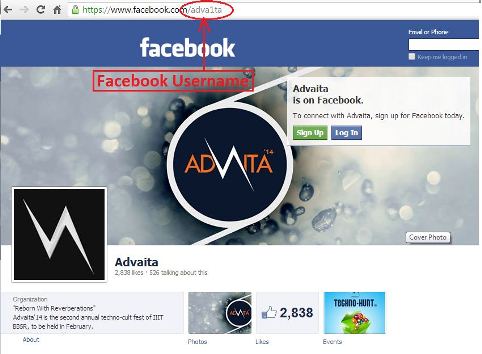 https://www.facebook.com/adva1ta
facebook
Email or Phone
Keep me logged in
Facebook Username
Advaita
is on Facebook.
To connect with Advaita, sign up for Facebook today.
Sign Up
Log In
ADVAITA '14
Cover Photo
Advaita
2,838 likes · 526 talking about this
Organization
"Reborn With Reverberations"
Advaita'14 is the second annual techno-cult fest of IIIT
BBSR, to be held in February.
TECHNO-HUNT
2,838
About
Photos
Likes
Events